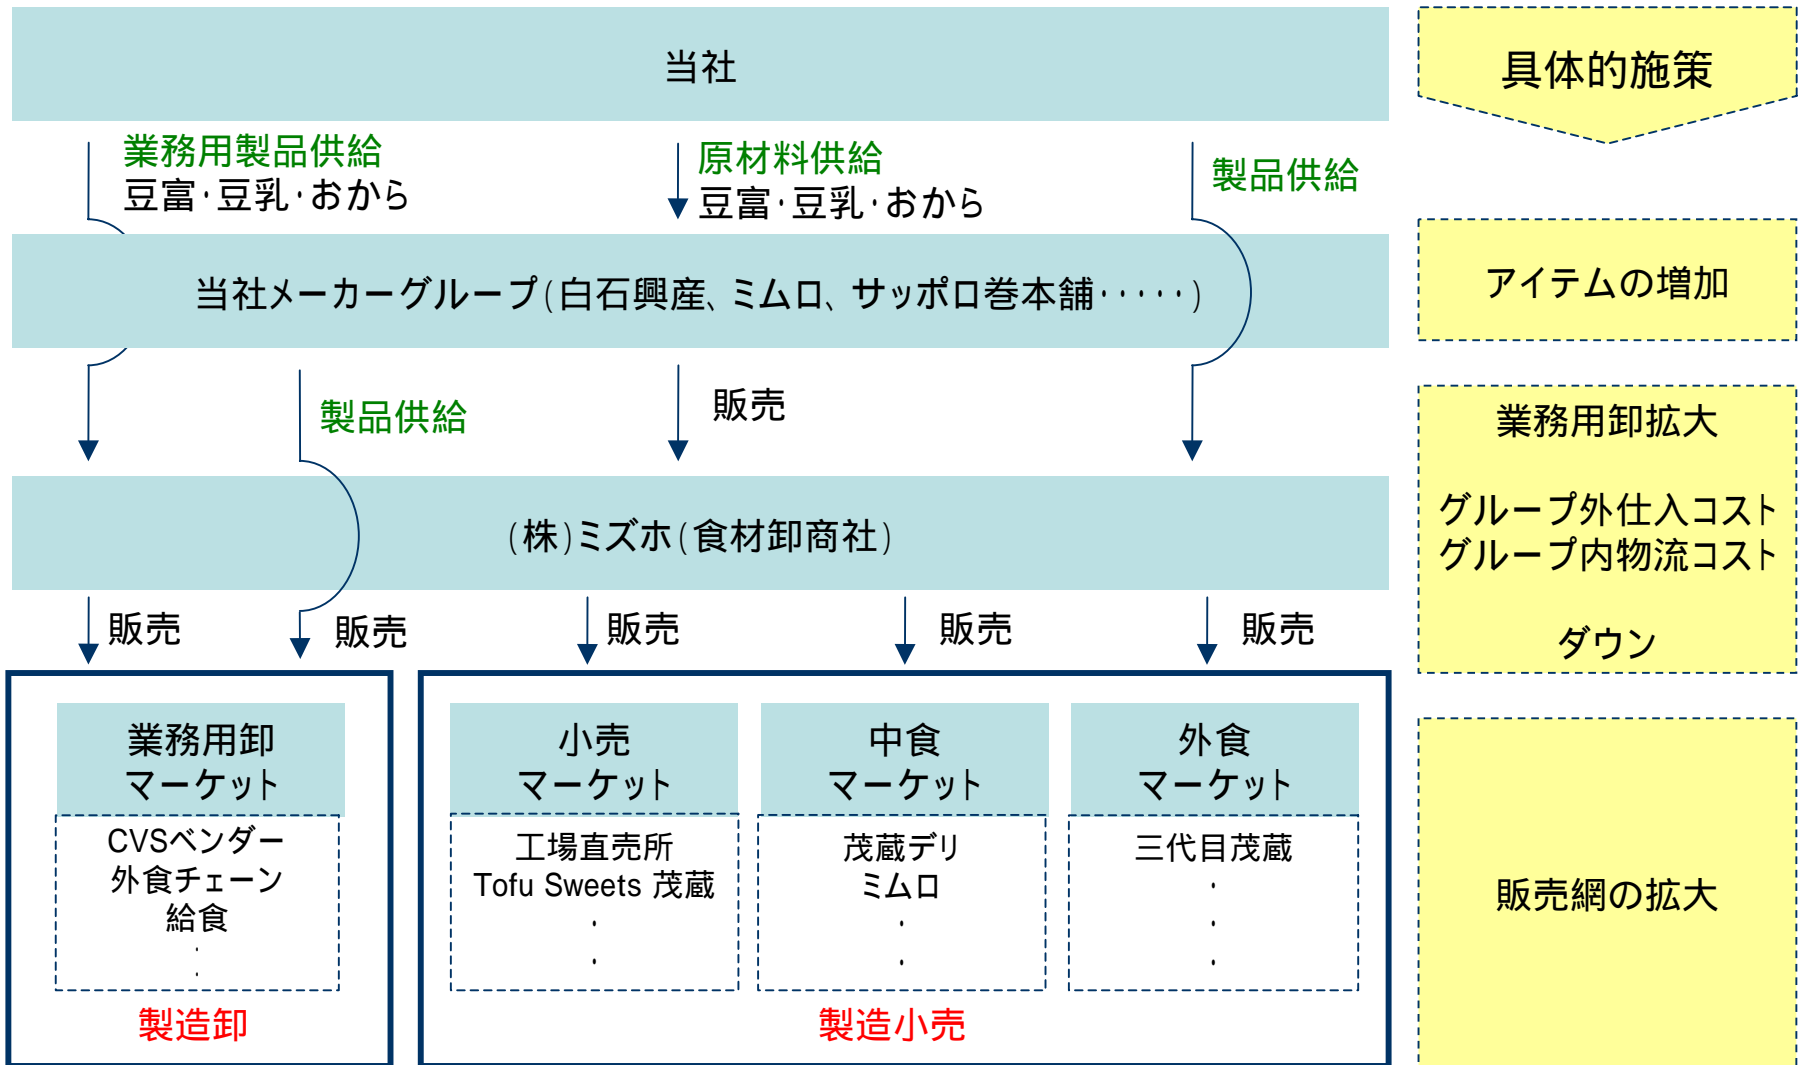 当社
具体的施策
業務用製品供給
豆富・豆乳・おから
原材料供給
豆富・豆乳・おから
製品供給
当社メーカーグループ(白石興産、ミムロ、サッポロ巻本舗・・・・・)
アイテムの増加
製品供給
販売
業務用卸拡大
グループ外仕入コスト
グループ内物流コスト
ダウン
(株)ミズホ(食材卸商社)
販売
販売
販売
販売
販売
業務用卸
マーケット
CVSベンダー
外食チェーン
給食
・
・
製造卸
小売
マーケット
工場直売所
Tofu Sweets 茂蔵
・
・
中食
マーケット
茂蔵デリ
ミムロ
・
・
外食
マーケット
三代目茂蔵
・
・
・
製造小売
販売網の拡大